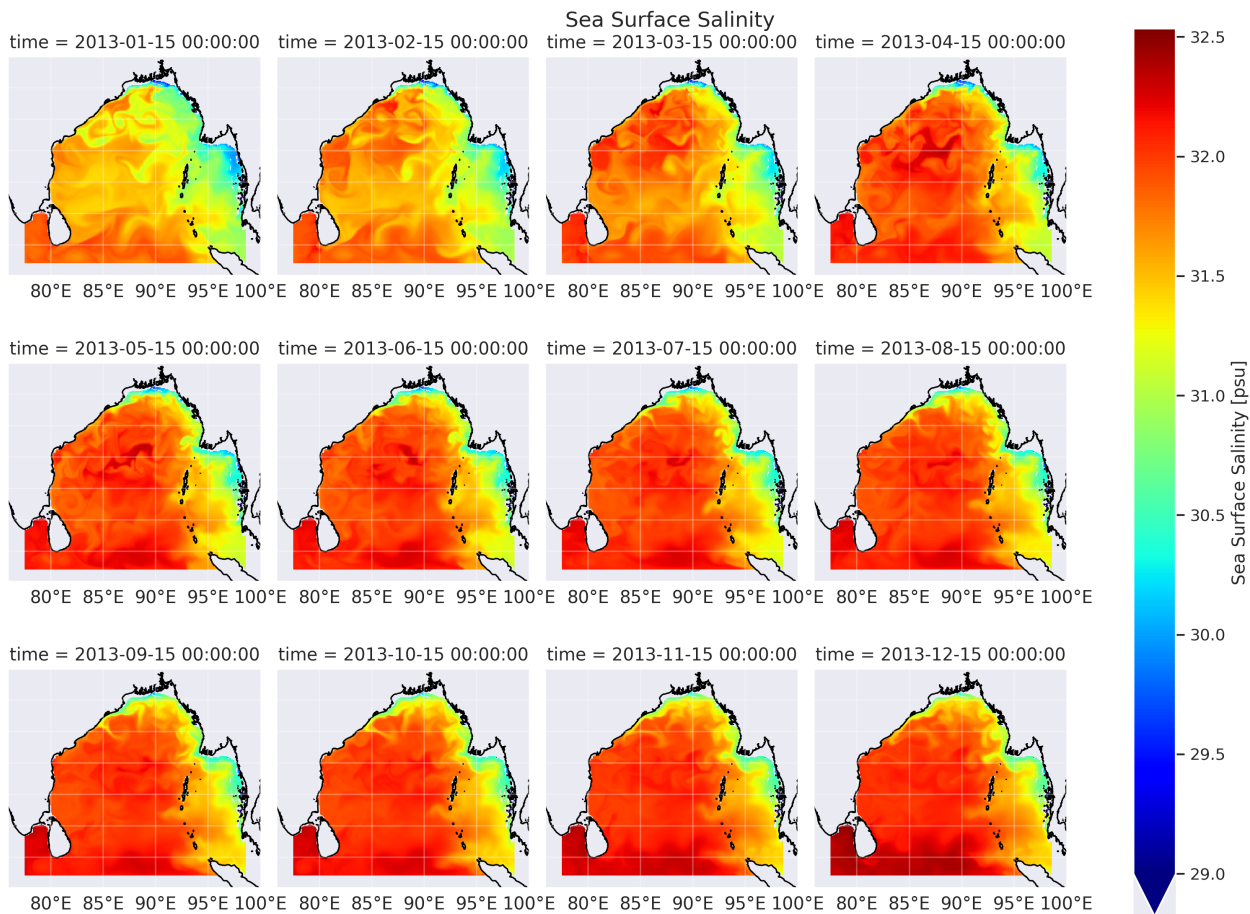 Sea Surface Salinity
time = 2013-01-15 00:00:00 time = 2013-02-15 00:00:00 time = 2013-03-15 00:00:00 time = 2013-04-15 00:00:00
80°E 85°E 90°E 95°E 100°E 80°E 85°E 90°E 95°E 100°E 80°E 85°E 90°E 95°E 100°E 80°E 85°E 90°E 95°E 100°E
time = 2013-05-15 00:00:00 time = 2013-06-15 00:00:00 time = 2013-07-15 00:00:00 time = 2013-08-15 00:00:00
80°E 85°E 90°E 95°E 100°E 80°E 85°E 90°E 95°E 100°E 80°E 85°E 90°E 95°E 100°E 80°E 85°E 90°E 95°E 100°E
time = 2013-09-15 00:00:00 time = 2013-10-15 00:00:00 time = 2013-11-15 00:00:00 time = 2013-12-15 00:00:00
80°E 85°E 90°E 95°E 100°E 80°E 85°E 90°E 95°E 100°E 80°E 85°E 90°E 95°E 100°E 80°E 85°E 90°E 95°E 100°E
32.5
32.0
31.5
31.0
30.5
30.0
29.5
29.0
Sea Surface Salinity [psu]